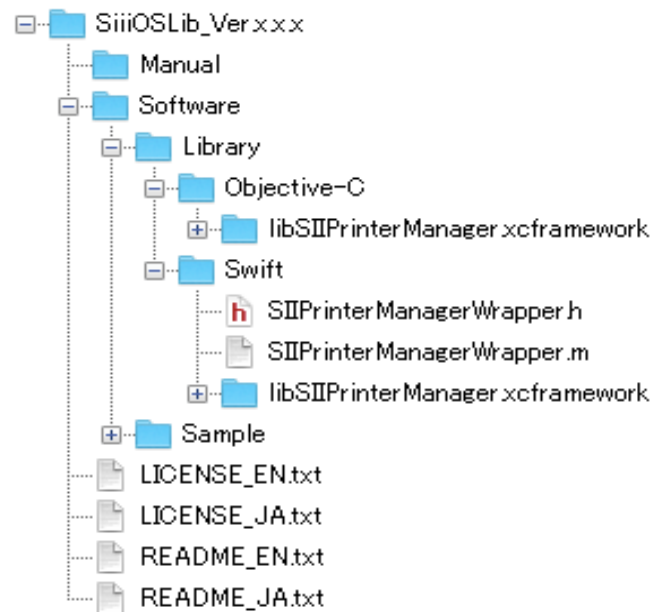 SiiiOSLib_Ver.x.x.x
Manual
Software
Library
Objective-C
libSIIPrinterManager.xcframework
Swift
h SIIPrinterManagerWrapper.h
SIIPrinterManagerWrapper.m
libSIIPrinterManager.xcframework
Sample
LICENSE_EN.txt
LICENSE_JA.txt
README_EN.txt
README_JA.txt